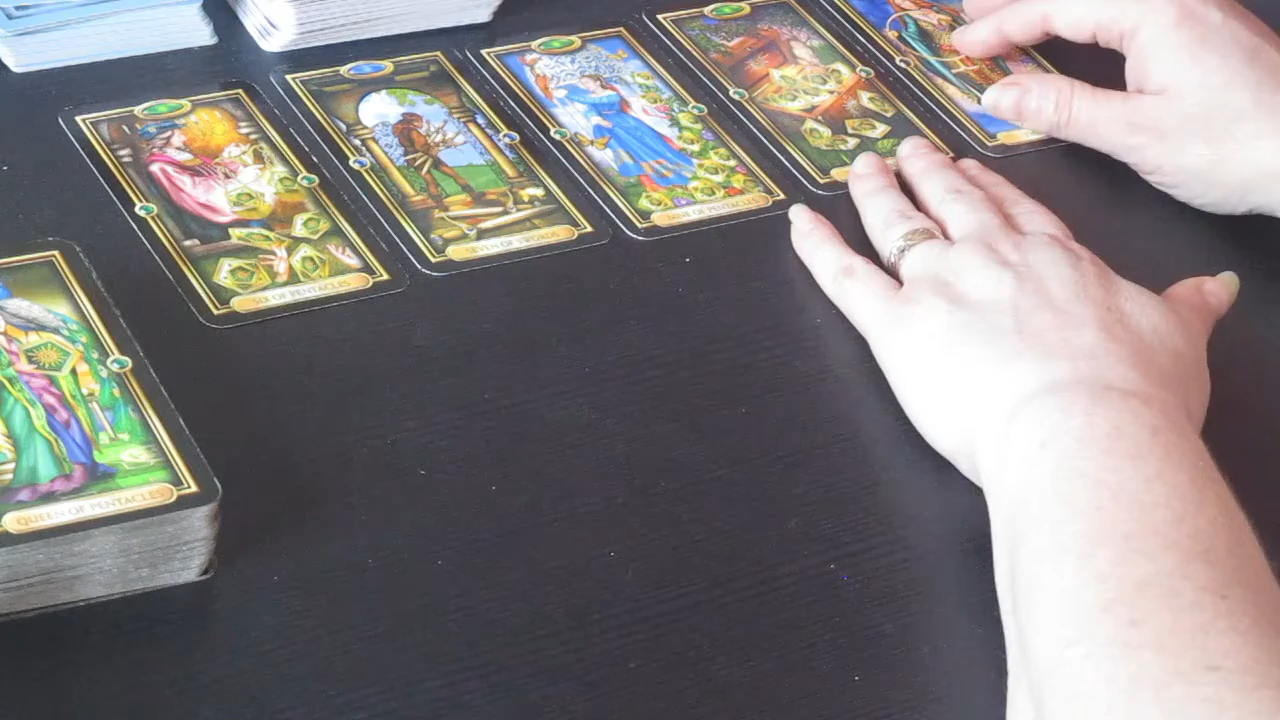 SIX OF PENTACLES
SEVEN OF SWORDS
NINE OF PENTACLES
QUEEN OF PENTACLES